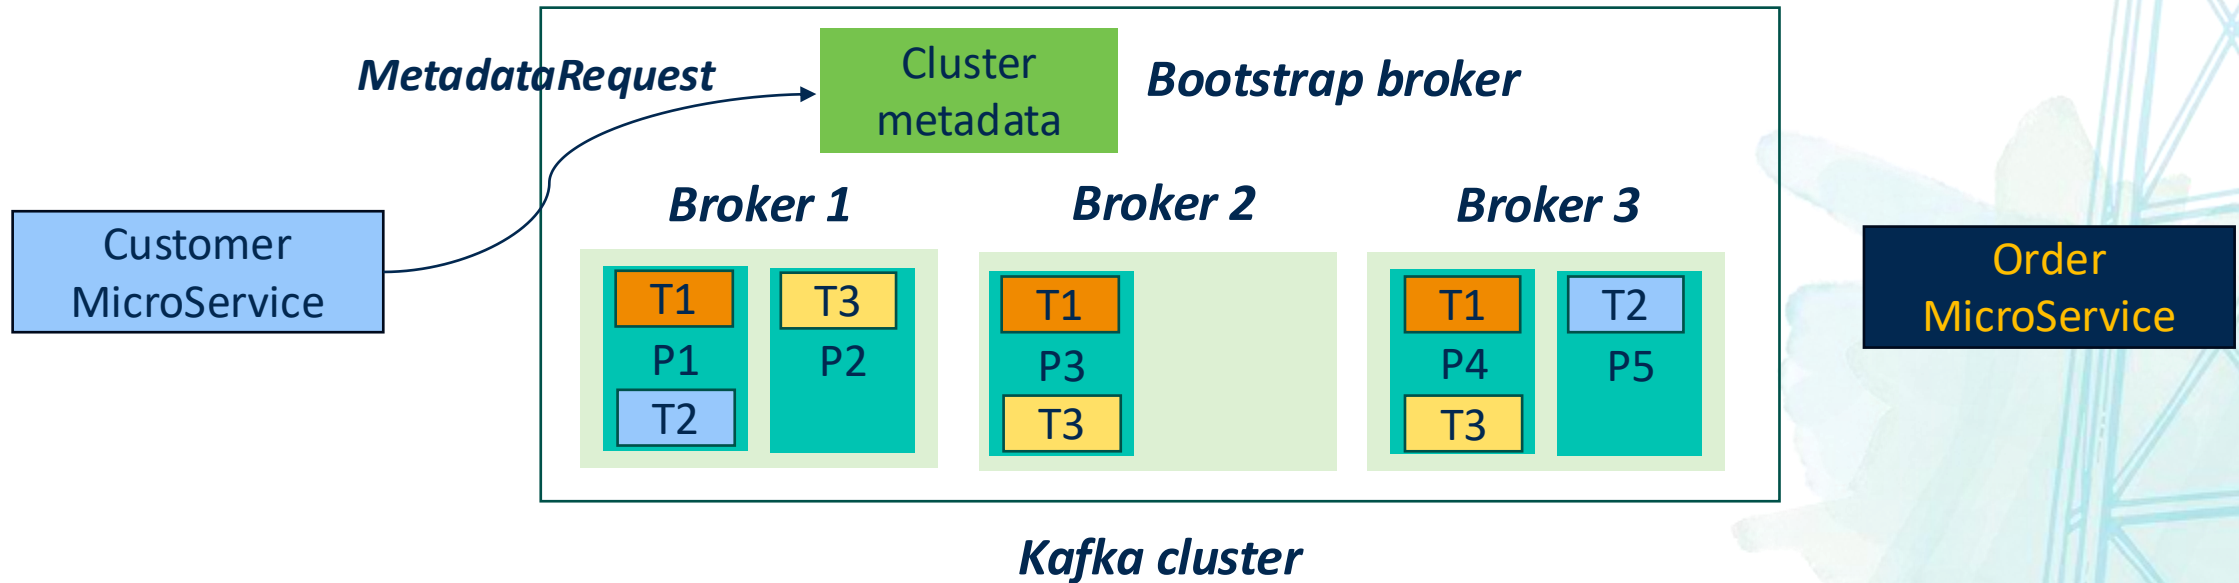 MetadataRequest
Cluster
metadata
Bootstrap broker
Customer
MicroService
Broker 1
Broker 2
Broker 3
T1
P1
T2
T3
P2
T1
P3
T3
T1
P4
T3
T2
P5
Order
MicroService
Kafka cluster